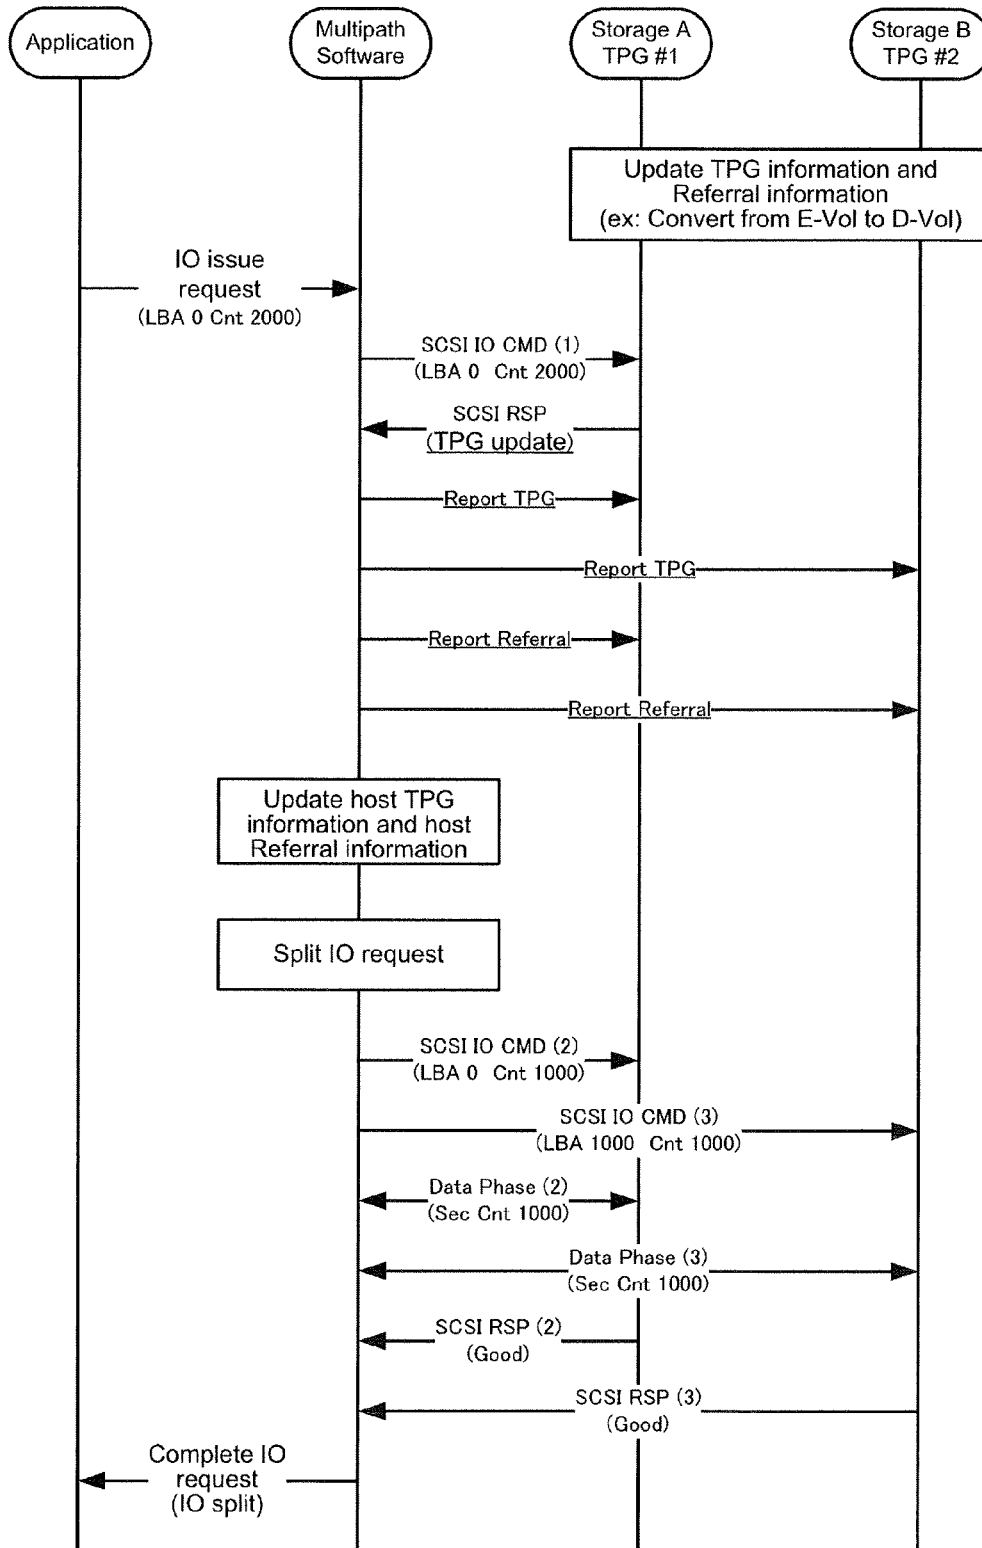 Application
Multipath
Software
Storage A
TPG #1
Storage B
TPG #2
Update TPG information and
Referral information
(ex: Convert from E-Vol to D-Vol)
IO issue
request
(LBA 0 Cnt 2000)
SCSI IO CMD (1)
(LBA 0 Cnt 2000)
SCSI RSP
(TPG update)
Report TPG
Report TPG
Report Referral
Report Referral
Update host TPG
information and host
Referral information
Split IO request
SCSI IO CMD (2)
(LBA 0 Cnt 1000)
SCSI IO CMD (3)
(LBA 1000 Cnt 1000)
Data Phase (2)
(Sec Cnt 1000)
Data Phase (3)
(Sec Cnt 1000)
SCSI RSP (2)
(Good)
SCSI RSP (3)
(Good)
Complete IO
request
(IO split)